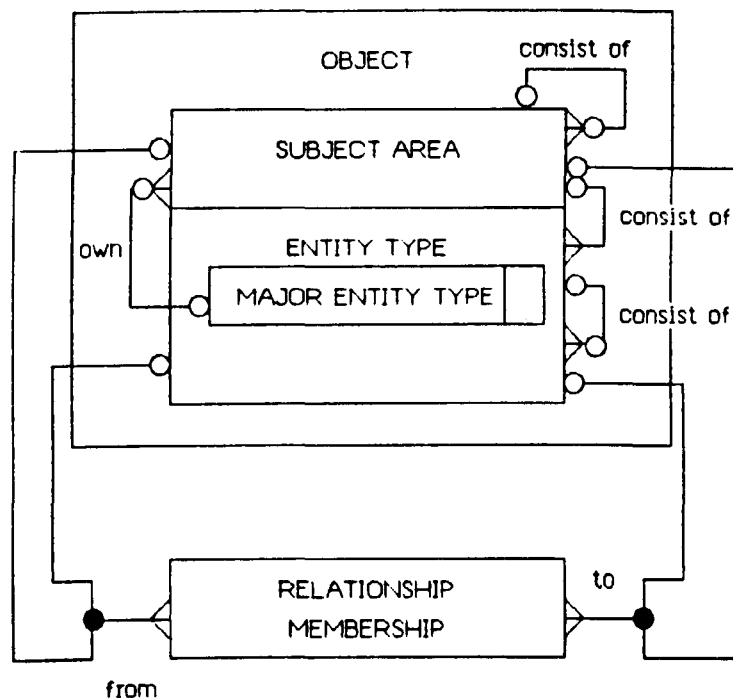 consist of
OBJECT
SUBJECT AREA
consist of
own
ENTITY TYPE
MAJOR ENTITY TYPE
consist of
to
RELATIONSHIP
MEMBERSHIP
from